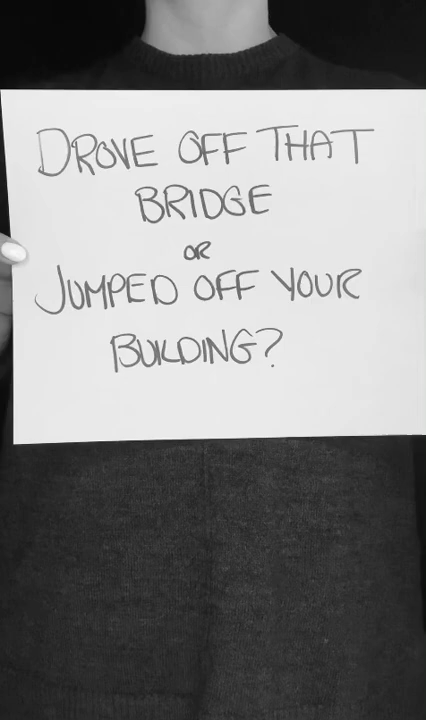 DROVE OFF THAT
BRIDGE
OR
JUMPED OFF YOUR
BUILDING?